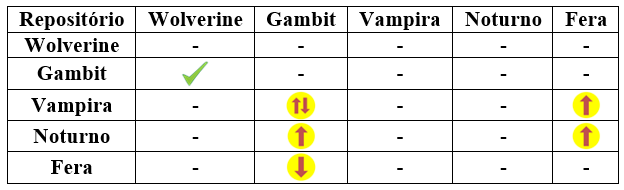 Repositório Wolverine Gambit Vampira Noturno Fera
Wolverine - - - - -
Gambit - - - -
Vampira - - -
Noturno - - -
Fera - - - -